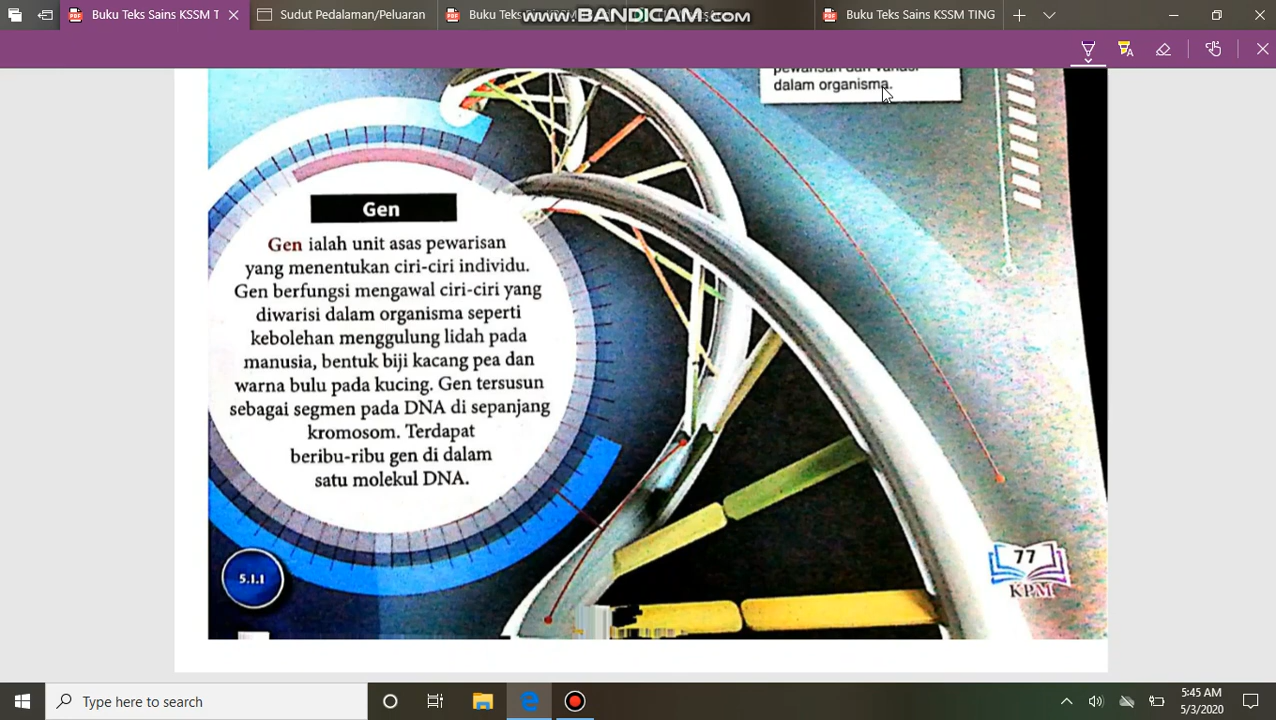 Buku Teks Sains KSSM T
Sudut Pedalaman/Peluaran
Buku Teks
Buku Teks Sains KSSM TING
www.BANDICAM.com
dalam organisma.
Gen
Gen ialah unit asas pewarisan
yang menentukan ciri-ciri individu.
Gen berfungsi mengawal ciri-ciri yang
diwarisi dalam organisma seperti
kebolehan menggulung lidah pada
manusia, bentuk biji kacang pea dan
warna bulu pada kucing. Gen tersusun
sebagai segmen pada DNA di sepanjang
kromosom. Terdapat
beribu-ribu gen di dalam
satu molekul DNA.
5.1.1
77
KPM
Type here to search
5:45 AM
5/3/2020